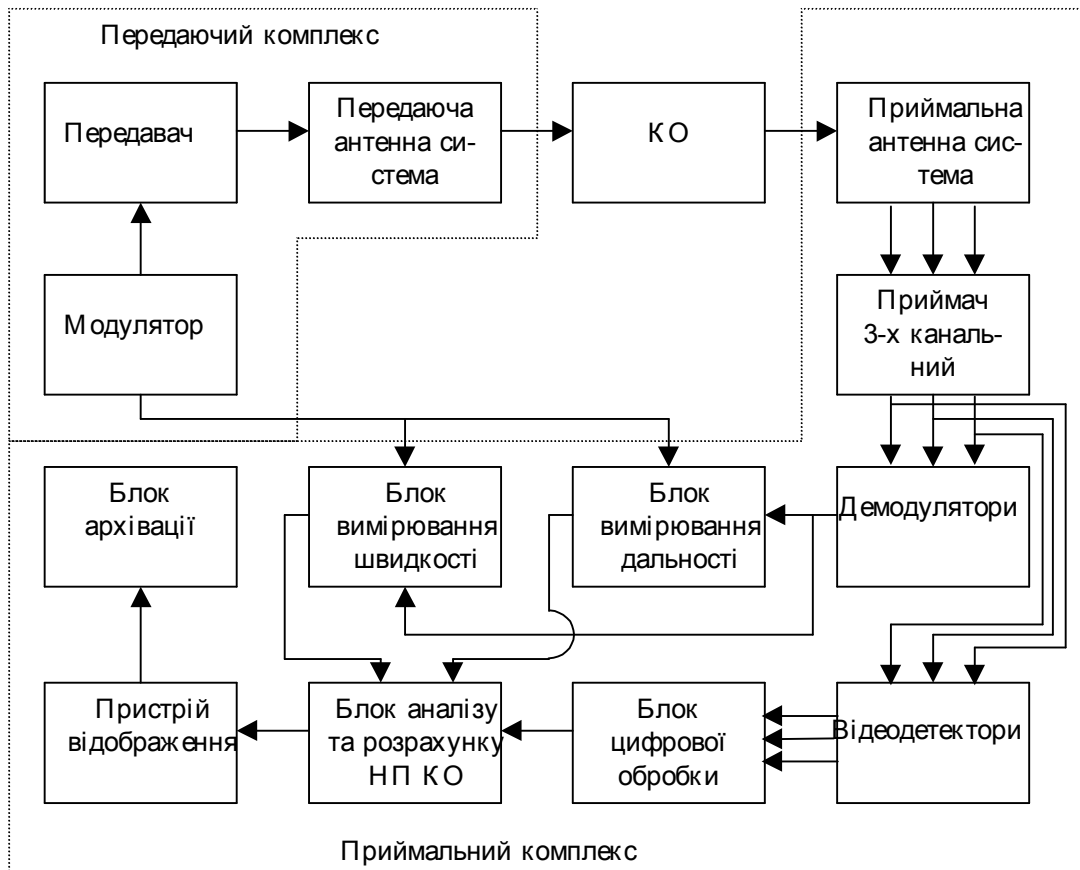 Передаючий комплекс
Передавач
Передаюча
антенна си-
стема
КО
Приймальна
антенна сис-
тема
Модулятор
Приймач
3-х каналь-
ний
Блок
архівації
Блок
вимірювання
швидкості
Блок
вимірювання
дальності
Демодулятори
Пристрій
відображення
Блок аналізу
та розрахунку
НП КО
Блок
цифрової
обробки
Відеодетектори
Приймальний комплекс